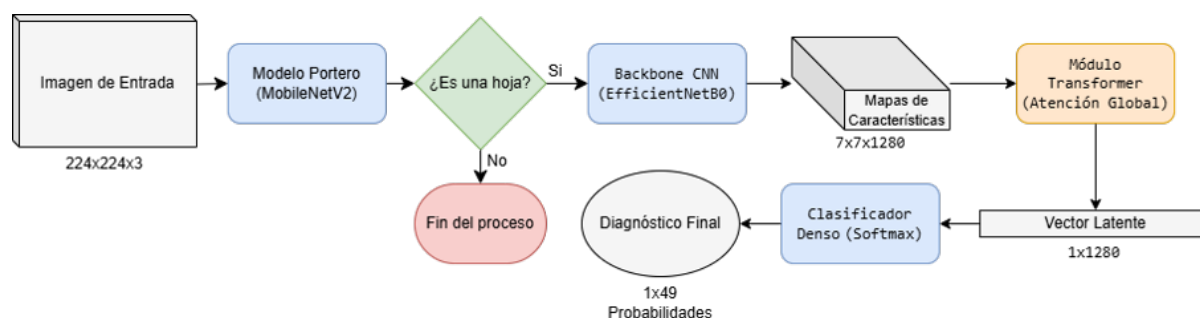 Imagen de Entrada
224x224x3
Modelo Portero
(MobileNetV2)
¿Es una hoja?
Si
No
Fin del proceso
Backbone CNN
(EfficientNetB0)
Mapas de
Características
7x7x1280
Módulo
Transformer
(Atención Global)
Vector Latente
1x1280
Clasificador
Denso (Softmax)
Diagnóstico Final
1x49
Probabilidades